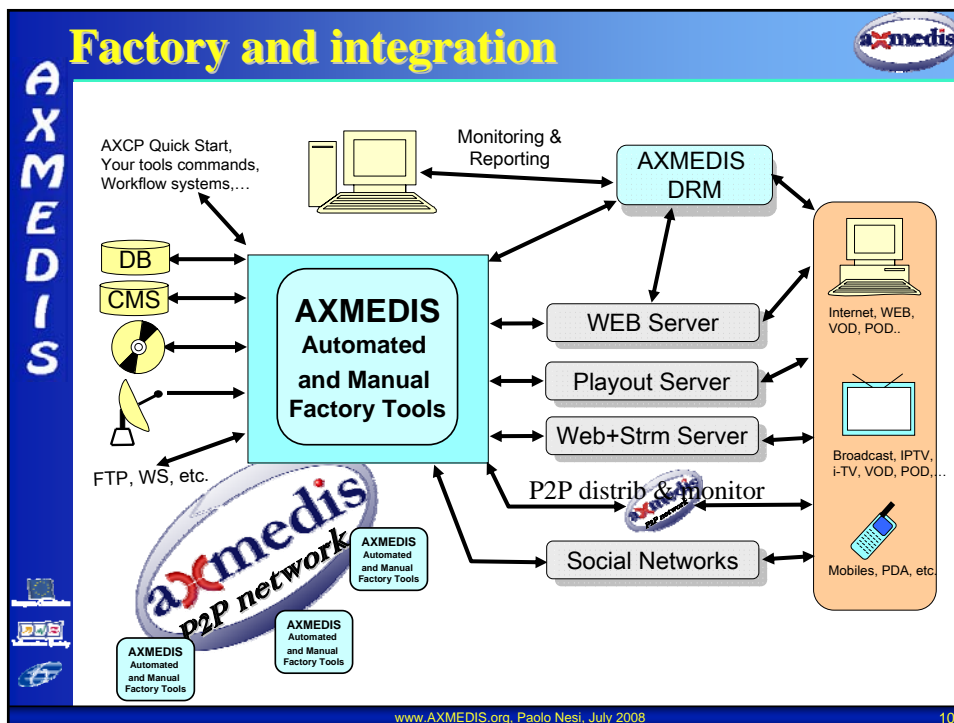 Factory and integration
axmedis
AXMEDIS
AXCP Quick Start,
Your tools commands,
Workflow systems,…
Monitoring &
Reporting
AXMEDIS
DRM
DB
CMS
AXMEDIS
Automated
and Manual
Factory Tools
WEB Server
Playout Server
Web+Strm Server
P2P distrib & monitor
axmedis
P2P network
Social Networks
Internet, WEB,
VOD, POD..
Broadcast, IPTV,
i-TV, VOD, POD,…
Mobiles, PDA, etc.
FTP, WS, etc.
axmedis
P2P network
AXMEDIS
Automated
and Manual
Factory Tools
AXMEDIS
Automated
and Manual
Factory Tools
AXMEDIS
Automated
and Manual
Factory Tools
www.AXMEDIS.org, Paolo Nesi, July 2008
10